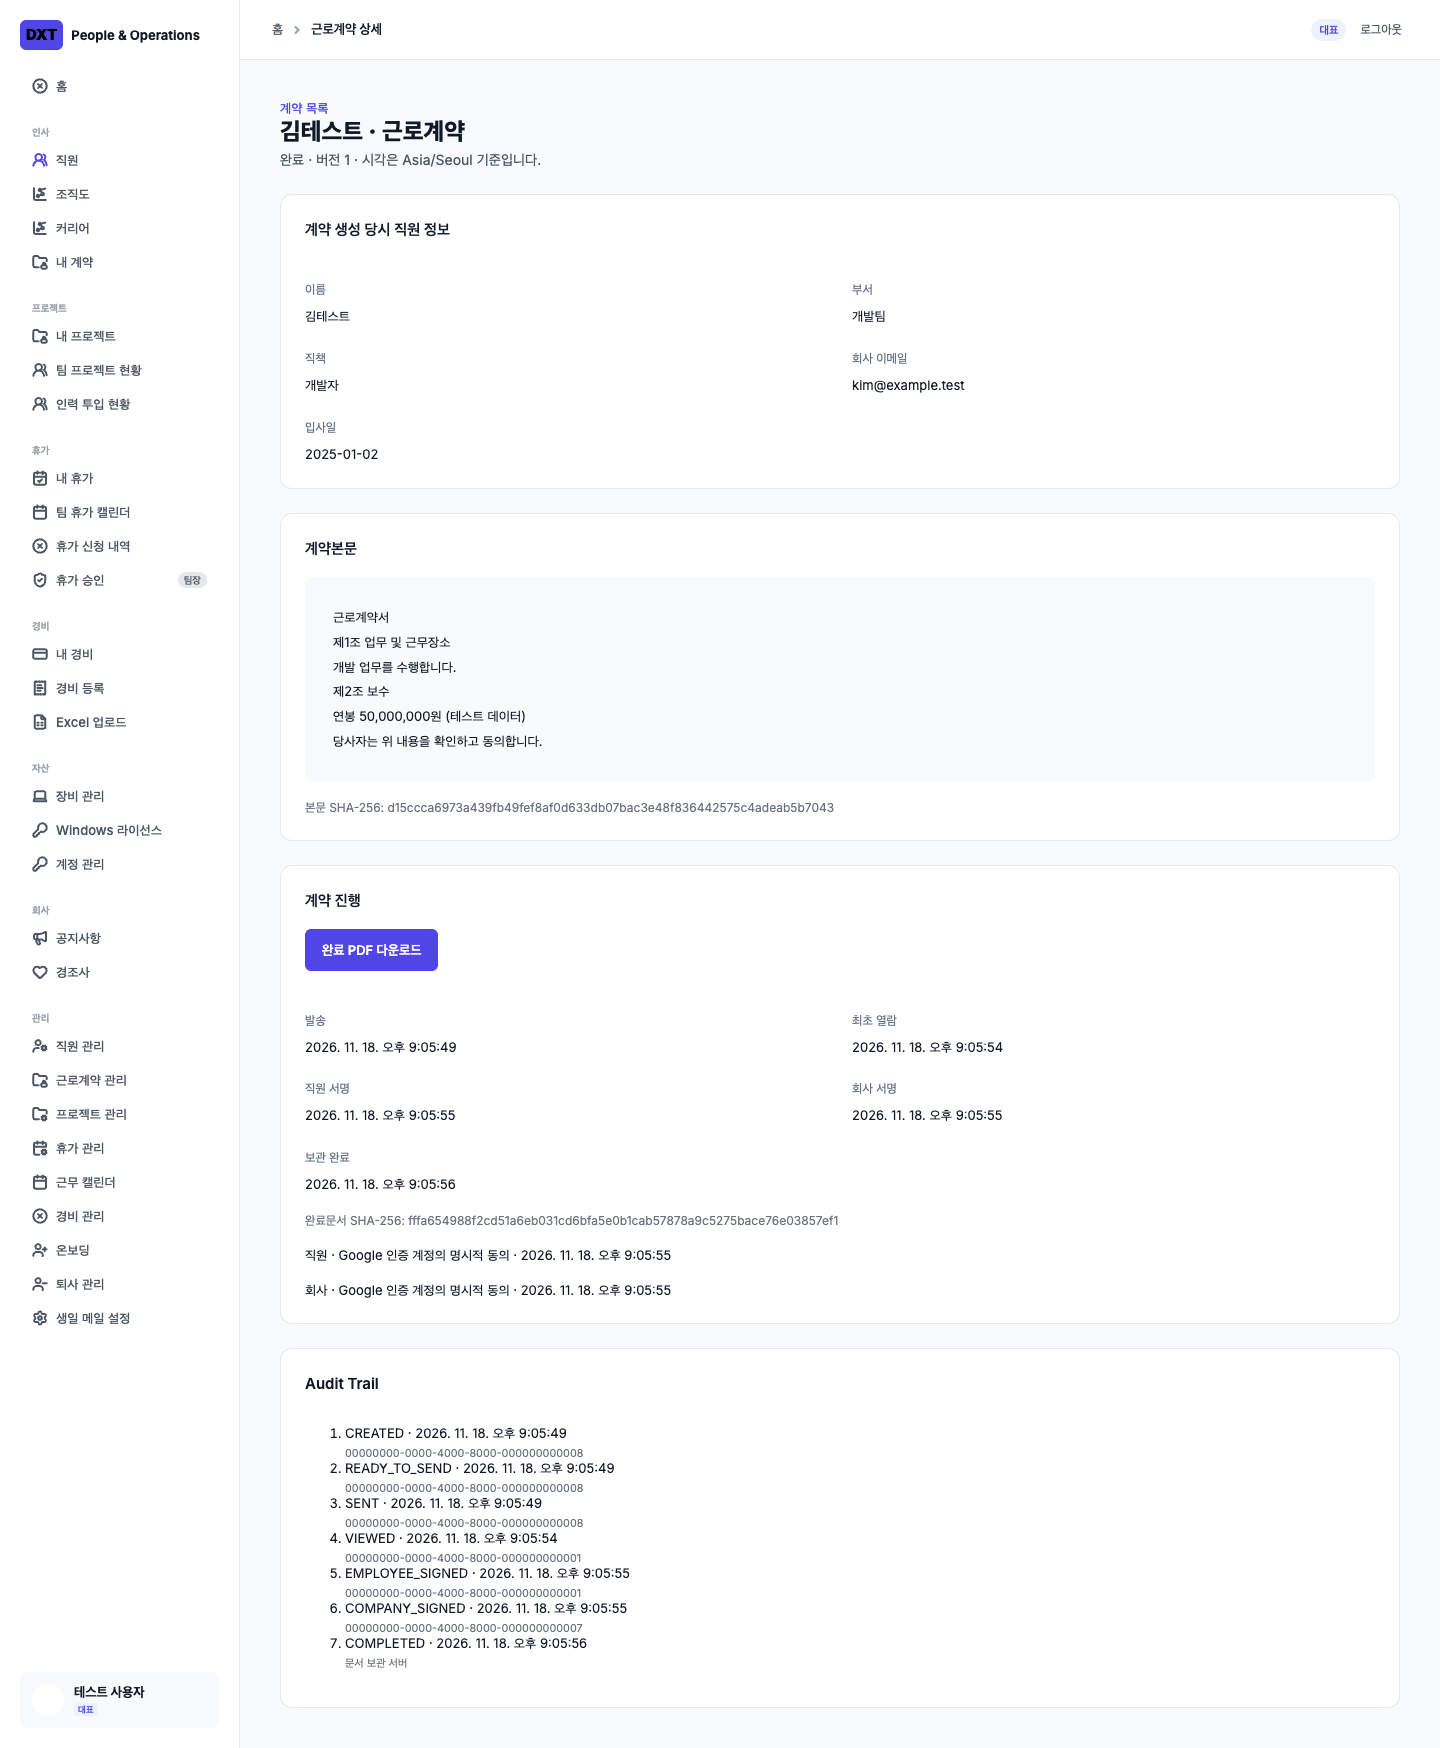 DXT People & Operations
홈
인사
직원
조직도
커리어
내 계약
프로젝트
내 프로젝트
팀 프로젝트 현황
인력 투입 현황
휴가
내 휴가
팀 휴가 캘린더
휴가 신청 내역
휴가 승인 팀장
경비
내 경비
경비 등록
Excel 업로드
자산
장비 관리
Windows 라이선스
계정 관리
회사
공지사항
경조사
관리
직원 관리
근로계약 관리
프로젝트 관리
휴가 관리
근무 캘린더
경비 관리
온보딩
퇴사 관리
생일 메일 설정
테스트 사용자
대표
홈 > 근로계약 상세
대표 로그아웃
계약 목록
김테스트 · 근로계약
완료 · 버전 1 · 시각은 Asia/Seoul 기준입니다.
계약 생성 당시 직원 정보
이름
김테스트
부서
개발팀
직책
개발자
회사 이메일
kim@example.test
입사일
2025-01-02
계약본문
근로계약서
제1조 업무 및 근무장소
개발 업무를 수행합니다.
제2조 보수
연봉 50,000,000원 (테스트 데이터)
당사자는 위 내용을 확인하고 동의합니다.
본문 SHA-256: d15ccca6973a439fb49fef8af0d633db07bac3e48f836442575c4adeab5b7043
계약 진행
완료 PDF 다운로드
발송
2026. 11. 18. 오후 9:05:49
최초 열람
2026. 11. 18. 오후 9:05:54
직원 서명
2026. 11. 18. 오후 9:05:55
회사 서명
2026. 11. 18. 오후 9:05:55
보관 완료
2026. 11. 18. 오후 9:05:56
완료문서 SHA-256: fffa654988f2cd51a6eb031cd6bfa5e0b1cab57878a9c5275bace76e03857ef1
직원 · Google 인증 계정의 명시적 동의 · 2026. 11. 18. 오후 9:05:55
회사 · Google 인증 계정의 명시적 동의 · 2026. 11. 18. 오후 9:05:55
Audit Trail
1. CREATED · 2026. 11. 18. 오후 9:05:49
00000000-0000-4000-8000-000000000008
2. READY_TO_SEND · 2026. 11. 18. 오후 9:05:49
00000000-0000-4000-8000-000000000008
3. SENT · 2026. 11. 18. 오후 9:05:49
00000000-0000-4000-8000-000000000008
4. VIEWED · 2026. 11. 18. 오후 9:05:54
00000000-0000-4000-8000-000000000001
5. EMPLOYEE_SIGNED · 2026. 11. 18. 오후 9:05:55
00000000-0000-4000-8000-000000000001
6. COMPANY_SIGNED · 2026. 11. 18. 오후 9:05:55
00000000-0000-4000-8000-000000000007
7. COMPLETED · 2026. 11. 18. 오후 9:05:56
문서 보관 서버